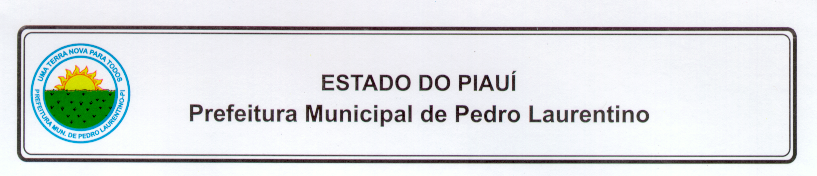 UMA TERRA NOVA PARA TODOS
PREFEITURA MUN. DE PEDRO LAURENTINO-PI
ESTADO DO PIAUÍ
Prefeitura Municipal de Pedro Laurentino